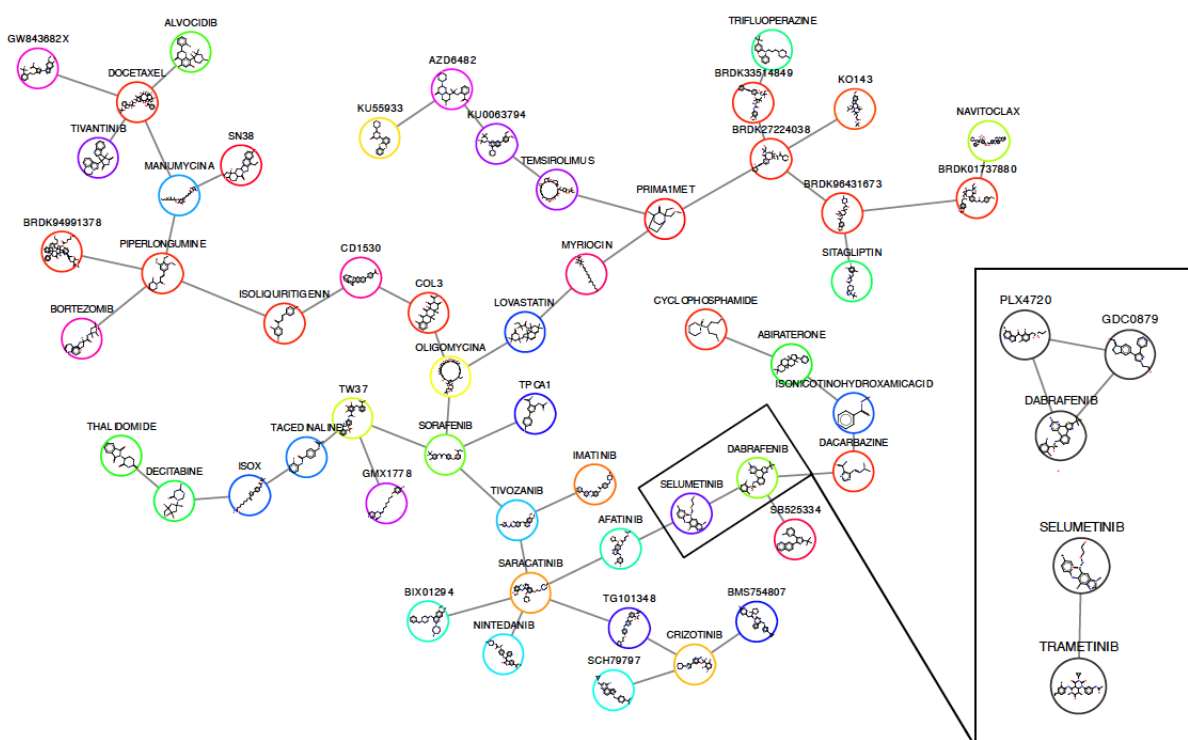 TRIFLUOPERAZINE
ALVOCIDIB
GW843682X
DOCETAXEL
AZD6482
BRDK33514849
KO143
KU55933
KU0063794
NAVITOCLAX
TIVANTINIB
SN38
BRDK27224038
MANUMYCINA
TEMSIROLIMUS
BRDK01737880
PRIMA1MET
BRDK96431673
BRDK94991378
PIPERLONGUMINE
CD1530
MYRIOCIN
SITAGLIPTIN
ISOLIQUIRITIGENN
COL3
BORTEZOMIB
LOVASTATIN
CYCLOPHOSPHAMIDE
PLX4720
GDC0879
ABIRATERONE
OLIGOMYCINA
TW37
TPCA1
ISONICOTINOHYDROXAMICACID
DABRAFENIB
THALIDOMIDE
TACEDINALINE
SORAFENIB
DACARBAZINE
DECITABINE
ISOX
IMATINIB
DABRAFENIB
GMX1778
TIVOZANIB
SELUMETINIB
SB525334
AFATINIB
SELUMETINIB
SARACATINIB
BIX01294
TG101348
BMS754807
NINTEDANIB
CRIZOTINIB
TRAMETINIB
SCH79797